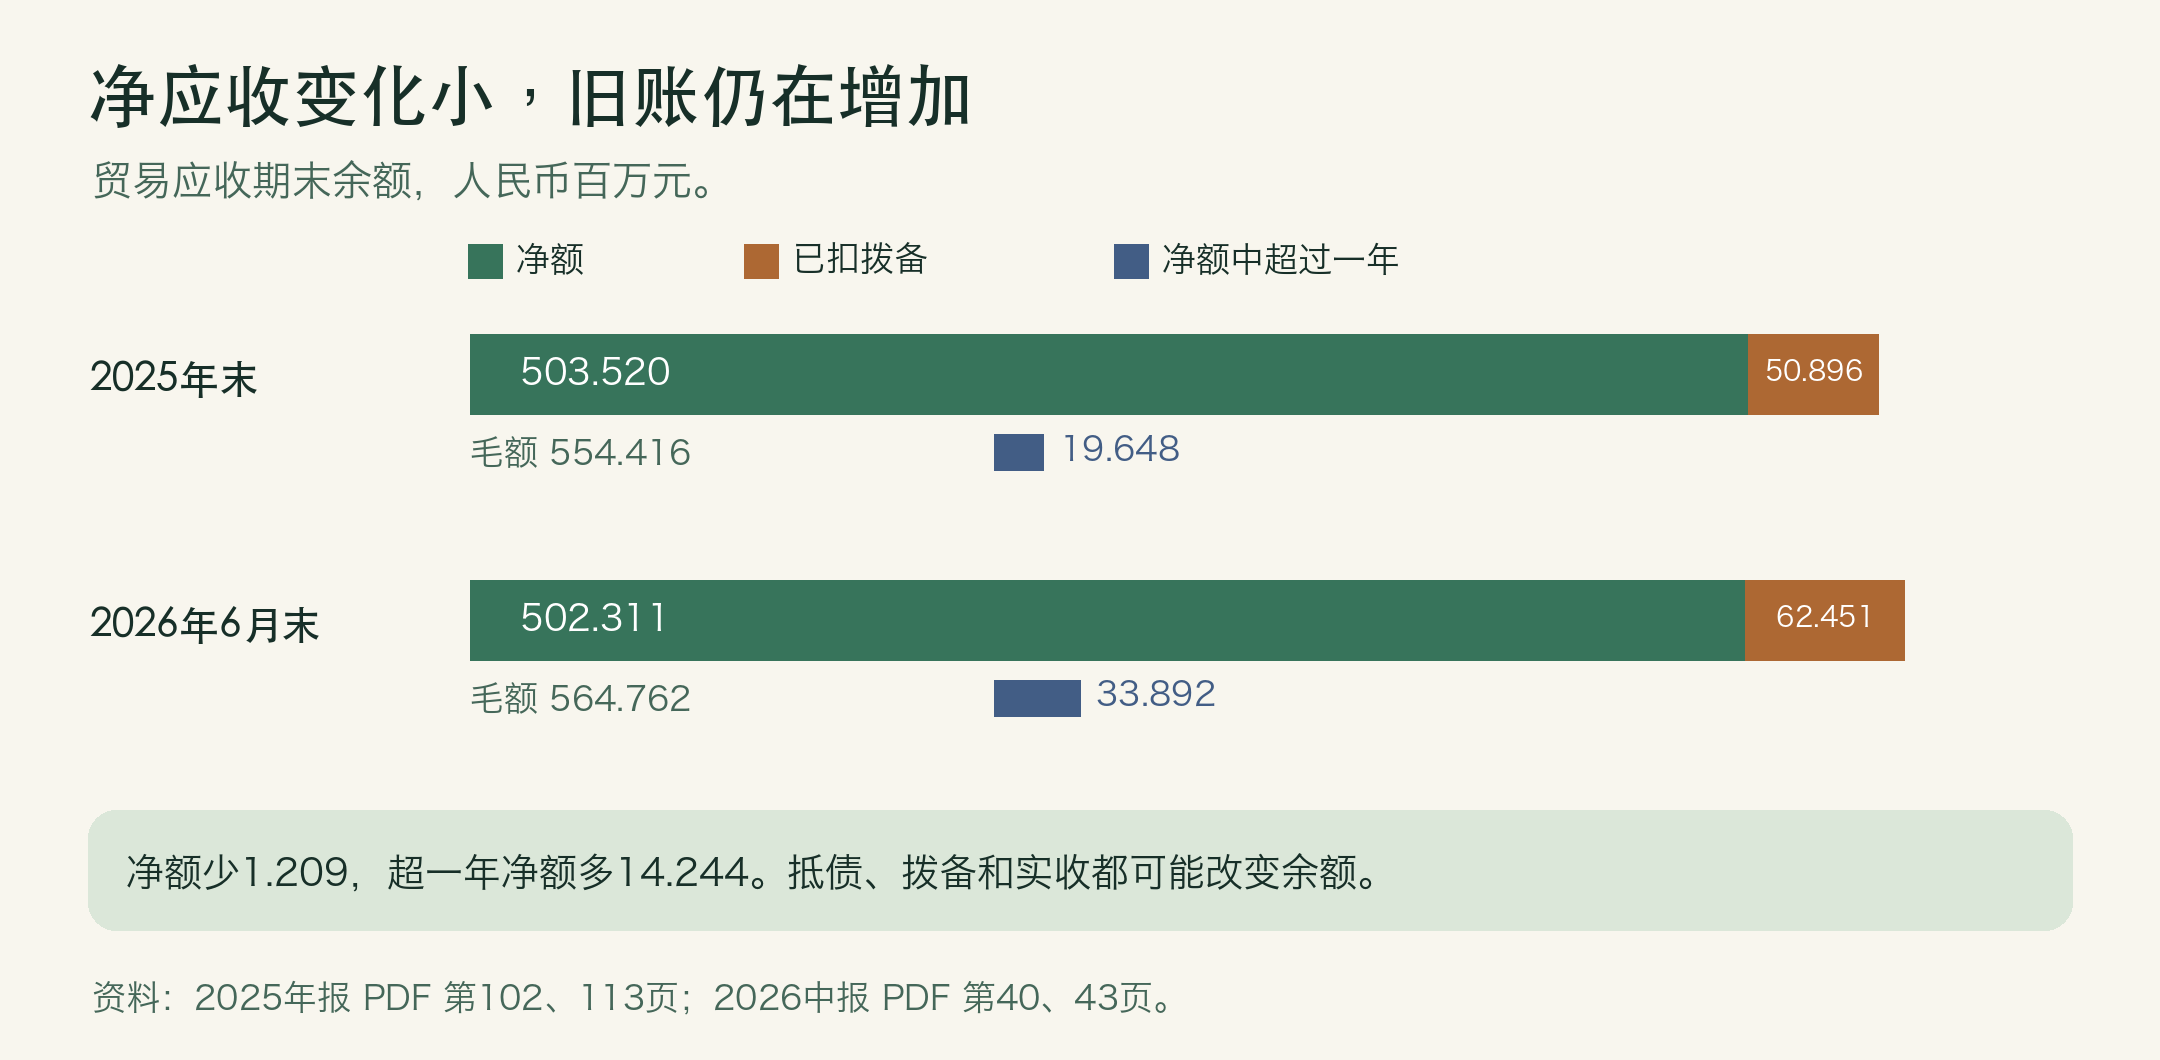 净应收变化小，旧账仍在增加
贸易应收期末余额，人民币百万元。
净额 已扣拨备 净额中超过一年
2025年末 503.520 50.896
毛额 554.416 19.648
2026年6月末 502.311 62.451
毛额 564.762 33.892
净额少1.209，超一年净额多14.244。抵债、拨备和实收都可能改变余额。
资料：2025年报 PDF 第102、113页；2026中报 PDF 第40、43页。